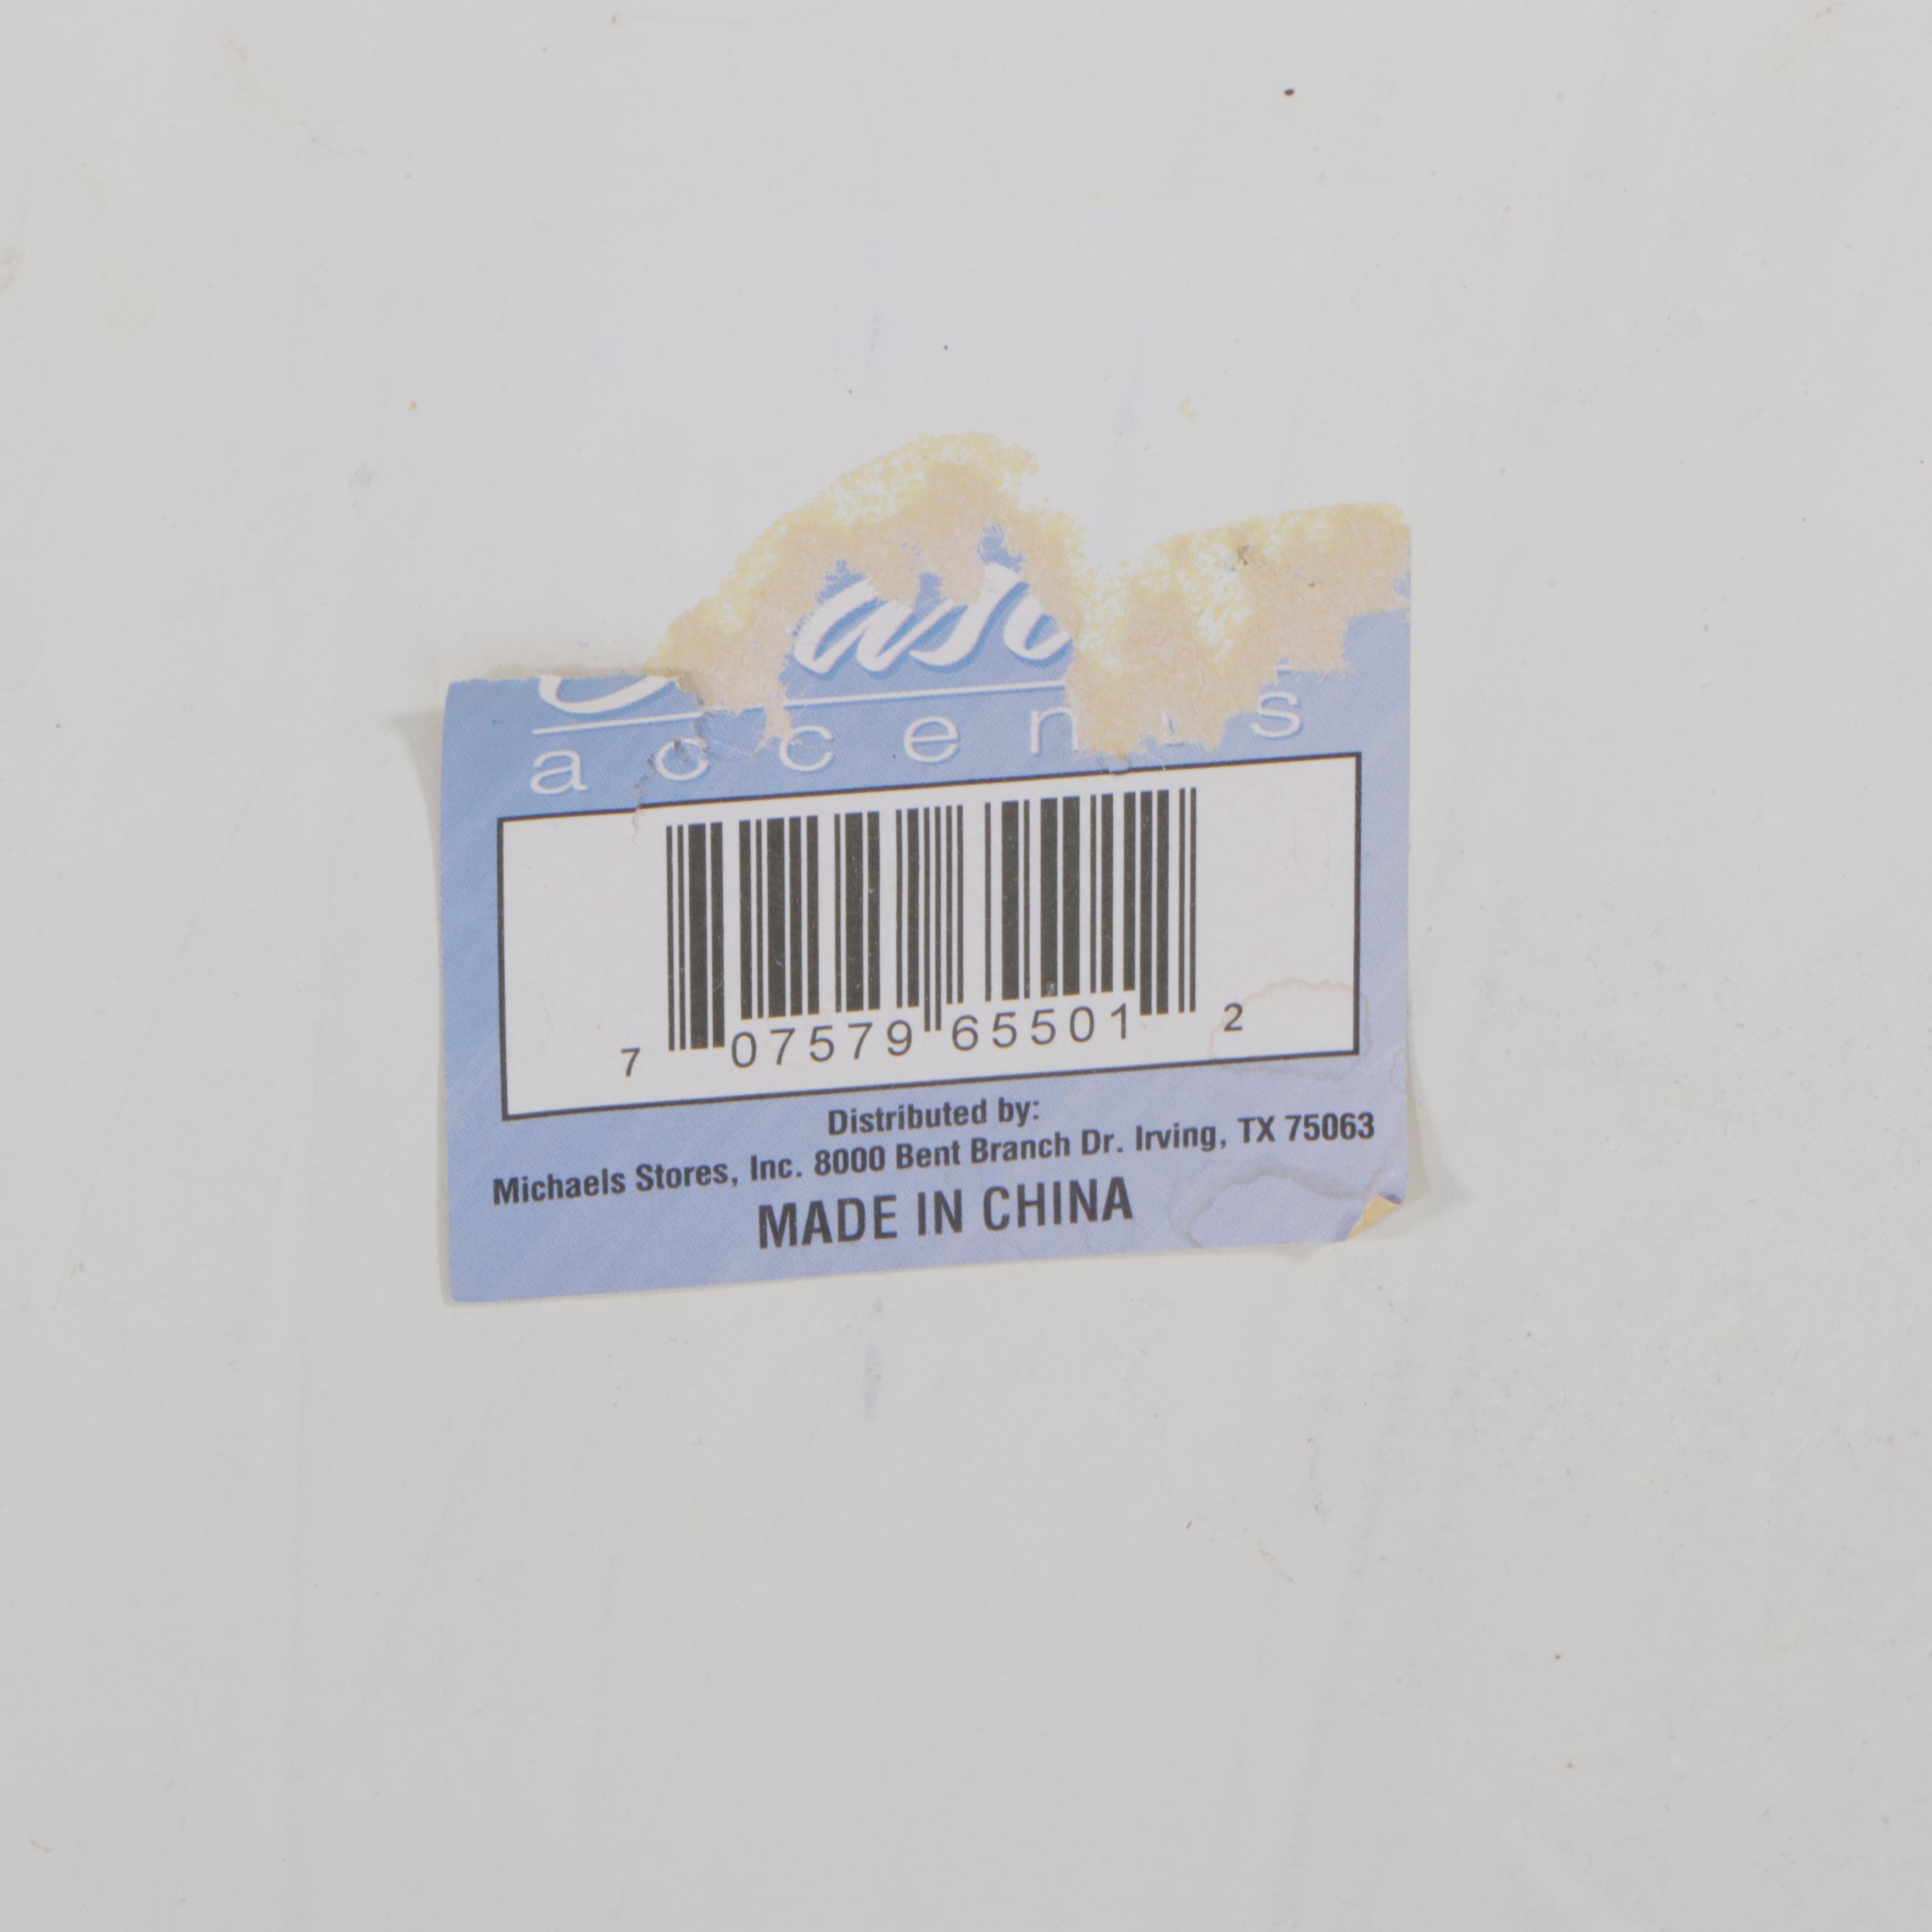 accents
7 07579 65501 2
Distributed by:
Michaels Stores, Inc. 8000 Bent Branch Dr. Irving, TX 75063
MADE IN CHINA